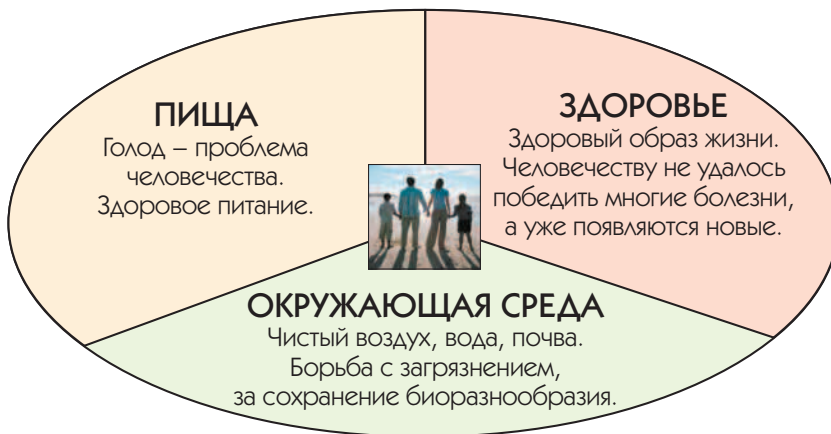 ПИЩА
Голод – проблема
человечества.
Здоровое питание.
ЗДОРОВЬЕ
Здоровый образ жизни.
Человечеству не удалось
победить многие болезни,
а уже появляются новые.
ОКРУЖАЮЩАЯ СРЕДА
Чистый воздух, вода, почва.
Борьба с загрязнением,
за сохранение биоразнообразия.